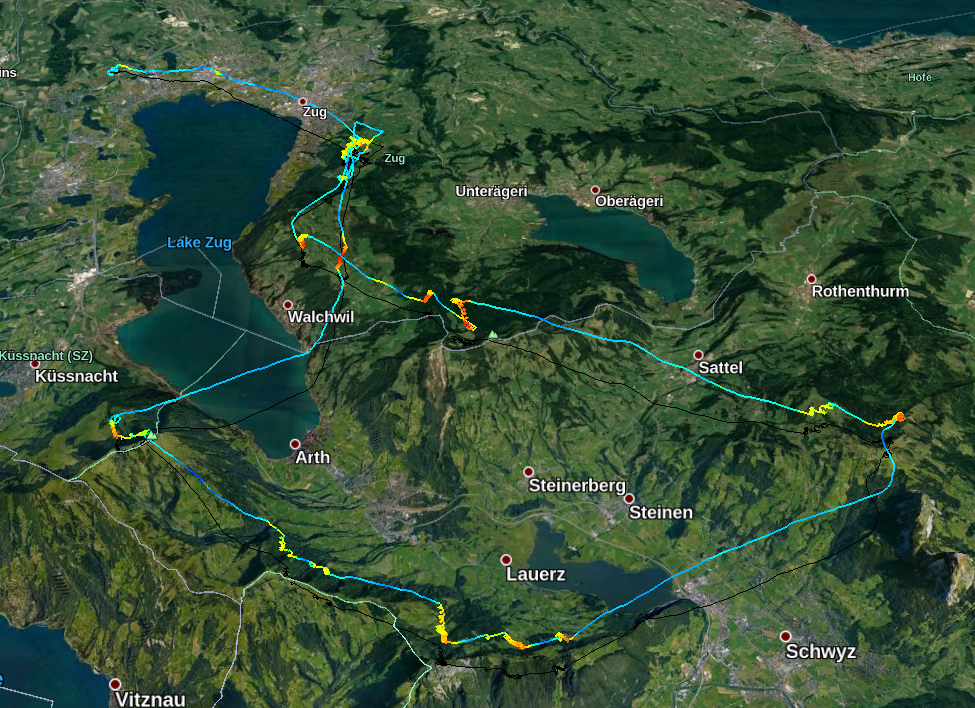 Höfe
Zug
Zug
Unterägeri
Oberägeri
Lake Zug
Rothenthurm
Walchwil
Küssnacht (SZ)
Küssnacht
Sattel
Arth
Steinerberg
Steinen
Lauerz
Schwyz
Vitznau